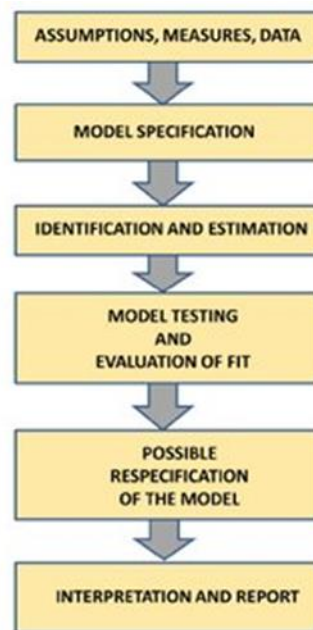 ASSUMPTIONS, MEASURES, DATA
MODEL SPECIFICATION
IDENTIFICATION AND ESTIMATION
MODEL TESTING
AND
EVALUATION OF FIT
POSSIBLE
RESPECIFICATION
OF THE MODEL
INTERPRETATION AND REPORT